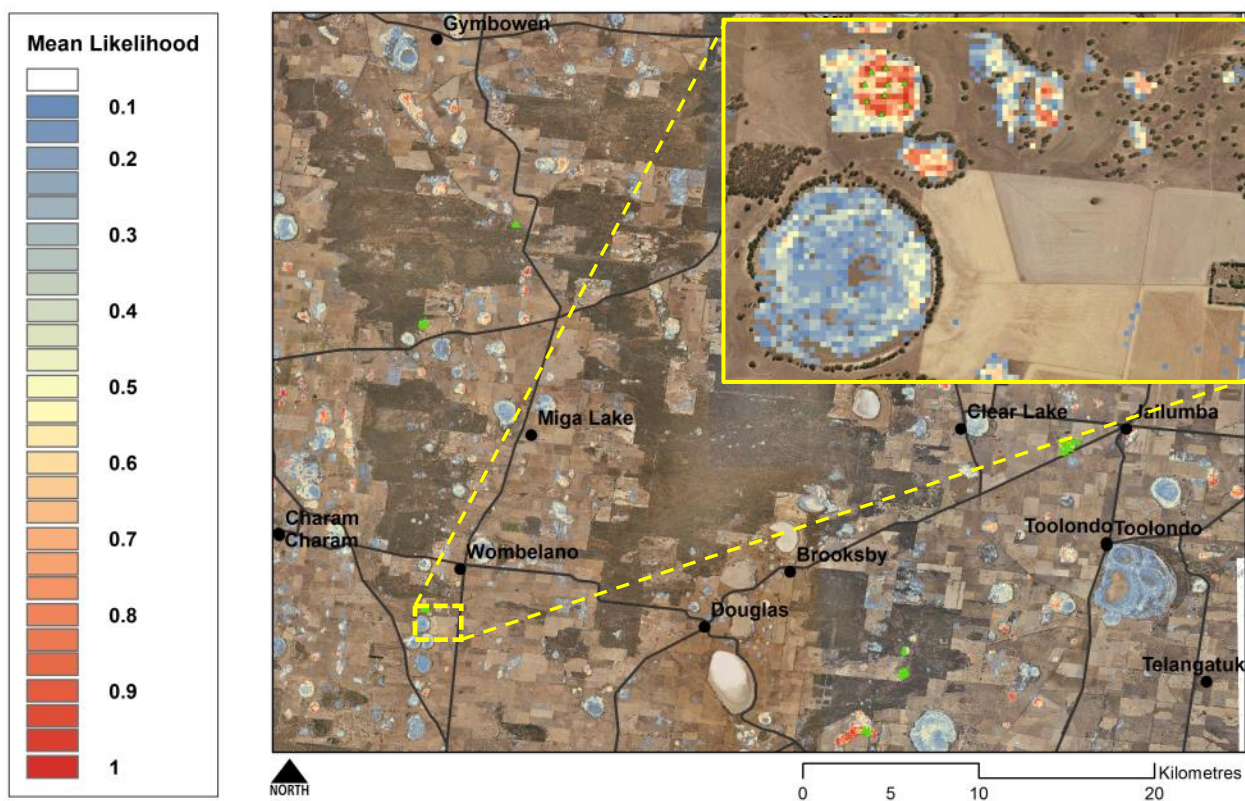 Mean Likelihood
0.1
0.2
0.3
0.4
0.5
0.6
0.7
0.8
0.9
1
Gymbowen
Miga Lake
Clear Lake
Jallumba
Charam
Charam
Wombelano
Brooksby
Toolondo
Toolondo
Douglas
Telangatuk
NORTH
Kilometres
0
5
10
20